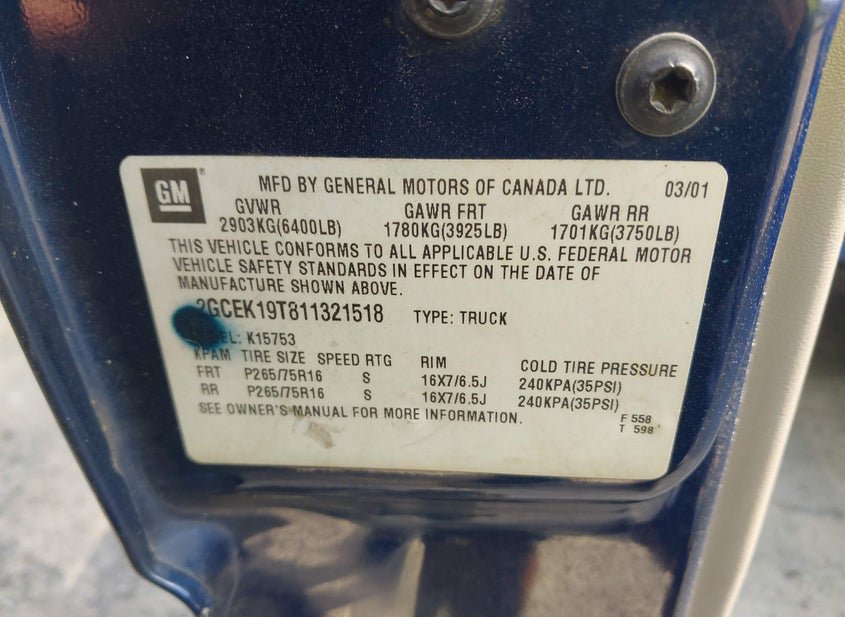 GM ® MFD BY GENERAL MOTORS OF CANADA LTD. 03/01
GVWR GAWR FRT GAWR RR
2903KG(6400LB) 1780KG(3925LB) 1701KG(3750LB)
THIS VEHICLE CONFORMS TO ALL APPLICABLE U.S. FEDERAL MOTOR
VEHICLE SAFETY STANDARDS IN EFFECT ON THE DATE OF
MANUFACTURE SHOWN ABOVE.
2GCEK19T811321518 TYPE: TRUCK
K15753
KPAM TIRE SIZE SPEED RTG RIM COLD TIRE PRESSURE
FRT P265/75R16 S 16X7/6.5J 240KPA(35PSI)
RR P265/75R16 S 16X7/6.5J 240KPA(35PSI)
SEE OWNER'S MANUAL FOR MORE INFORMATION.
F 558
T 598